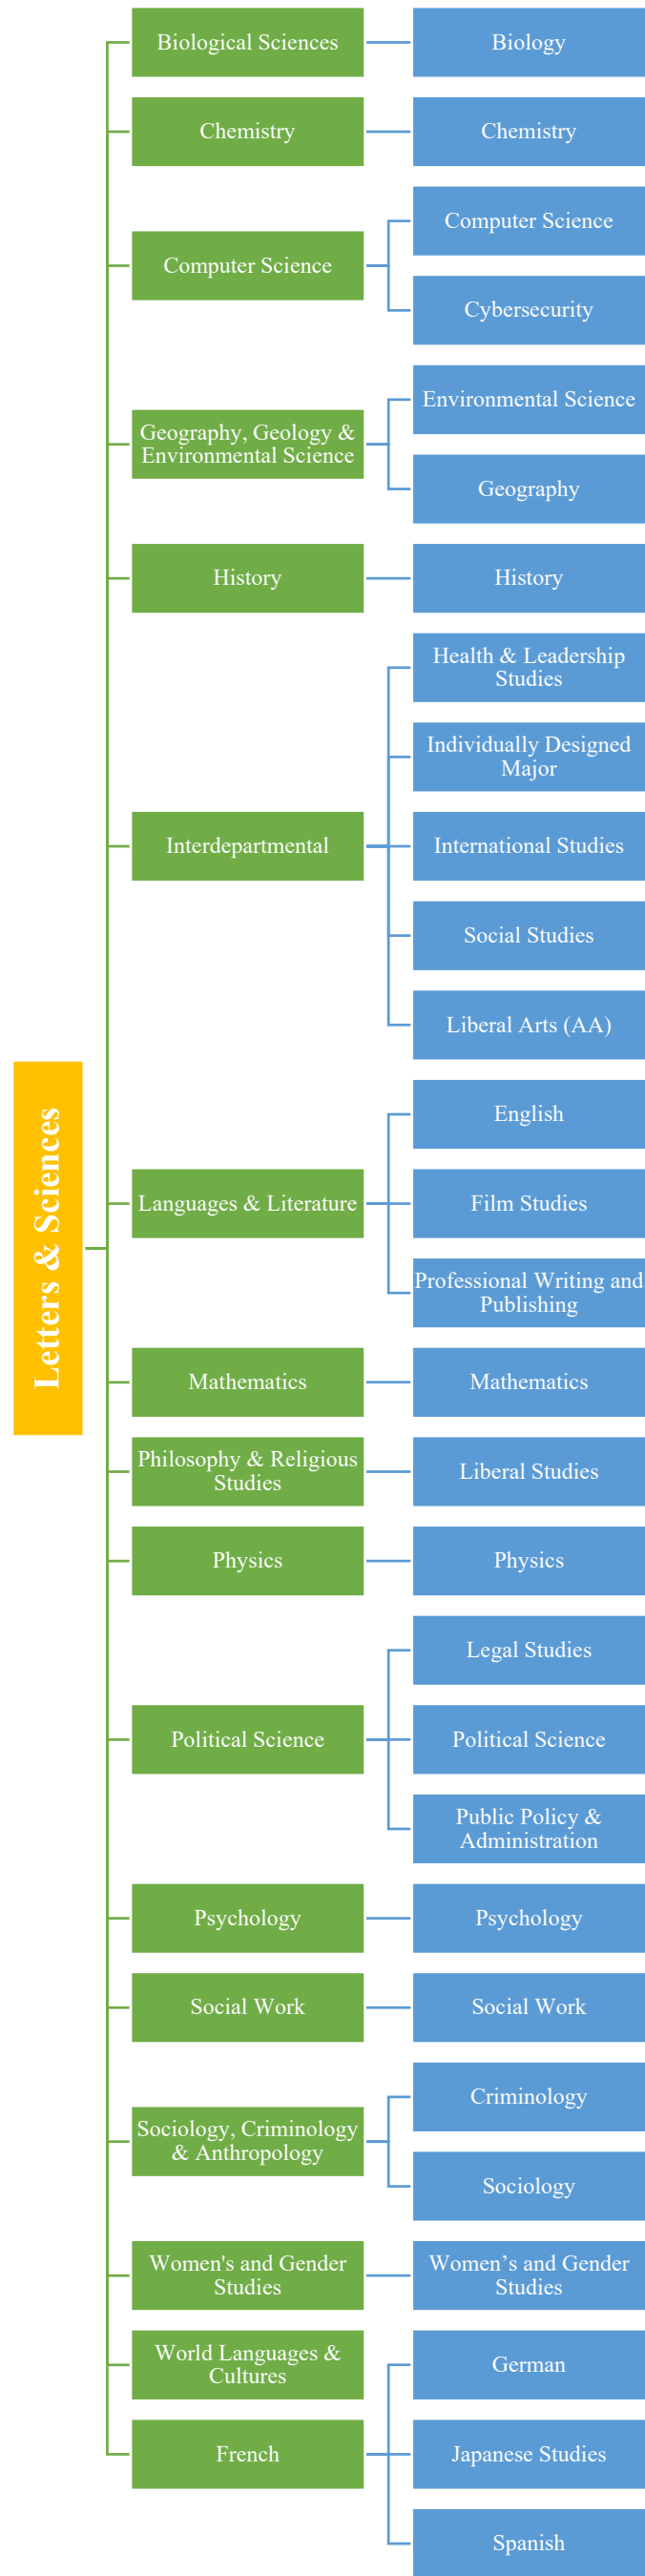 Letters & Sciences
Biological Sciences
Biology
Chemistry
Chemistry
Computer Science
Computer Science
Cybersecurity
Geography, Geology &
Environmental Science
Environmental Science
Geography
History
History
Interdepartmental
Health & Leadership
Studies
Individually Designed
Major
International Studies
Social Studies
Liberal Arts (AA)
Languages & Literature
English
Film Studies
Professional Writing and
Publishing
Mathematics
Mathematics
Philosophy & Religious
Studies
Liberal Studies
Physics
Physics
Political Science
Legal Studies
Political Science
Public Policy &
Administration
Psychology
Psychology
Social Work
Social Work
Sociology, Criminology
& Anthropology
Criminology
Sociology
Women's and Gender
Studies
Women’s and Gender
Studies
World Languages &
Cultures
French
German
Japanese Studies
Spanish